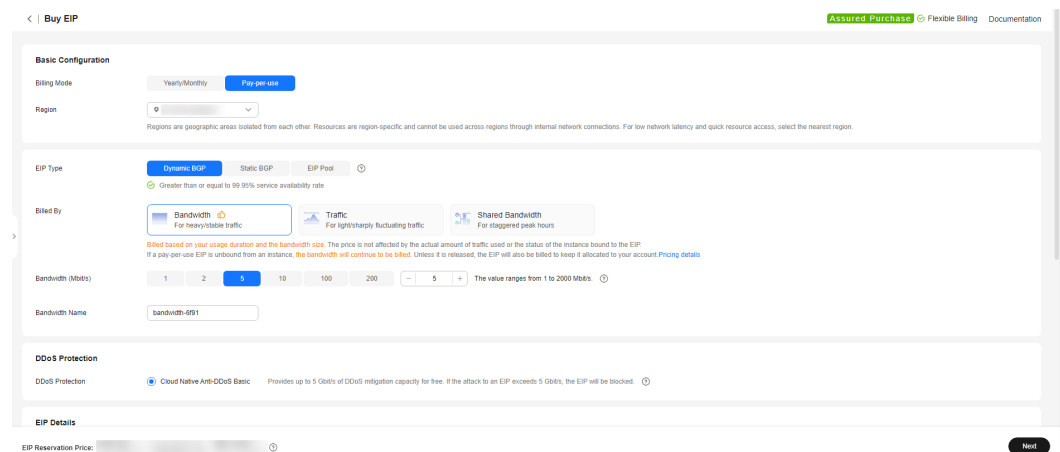 Buy EIP
Assured Purchase Flexible Billing Documentation
Basic Configuration
Billing Mode Yearly/Monthly Pay-per-use
Region
Regions are geographic areas isolated from each other. Resources are region-specific and cannot be used across regions through internal network connections. For low network latency and quick resource access, select the nearest region.
EIP Type Dynamic BGP Static BGP EIP Pool
Greater than or equal to 99.95% service availability rate
Billed By
Bandwidth
For heavy/stable traffic
Traffic
For light/sharply fluctuating traffic
Shared Bandwidth
For staggered peak hours
Billed based on your usage duration and the bandwidth size. The price is not affected by the actual amount of traffic used or the status of the instance bound to the EIP.
If a pay-per-use EIP is unbound from an instance, the bandwidth will continue to be billed. Unless it is released, the EIP will also be billed to keep it allocated to your account.Pricing details
Bandwidth (Mbit/s) 1 2 5 10 100 200 − 5 + The value ranges from 1 to 2000 Mbit/s.
Bandwidth Name bandwidth-6f91
DDoS Protection
DDoS Protection Cloud Native Anti-DDoS Basic Provides up to 5 Gbit/s of DDoS mitigation capacity for free. If the attack to an EIP exceeds 5 Gbit/s, the EIP will be blocked.
EIP Details
EIP Reservation Price:
Next